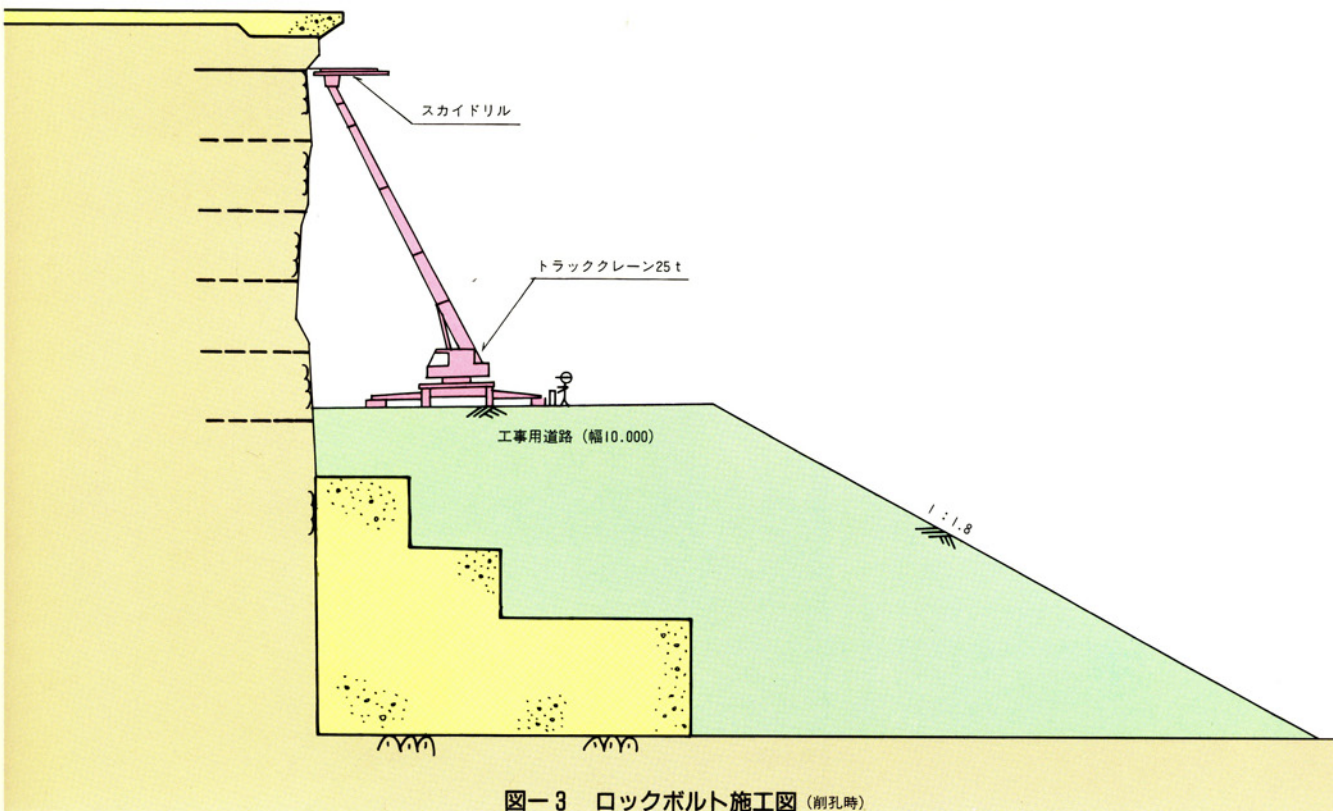 スカイドリル
トラッククレーン25t
工事用道路（幅10.000）
1：1.8
図－3　ロックボルト施工図（削孔時）